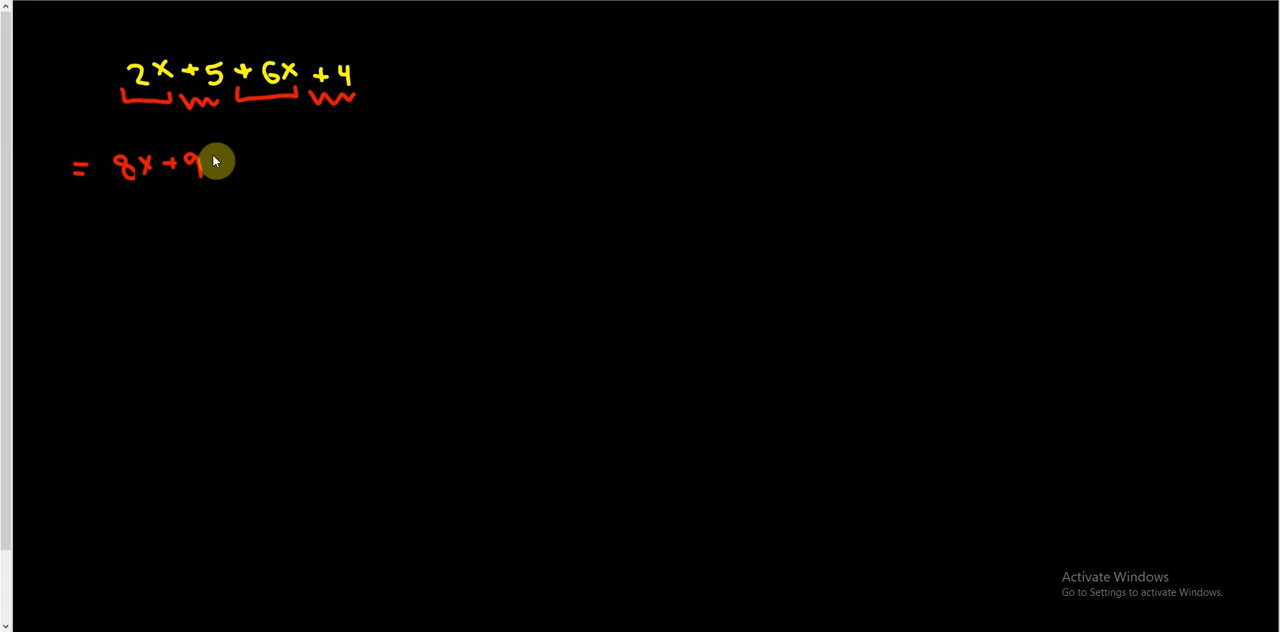 2x + 5 + 6x + 4
= 8x + 9
Activate Windows
Go to Settings to activate Windows.